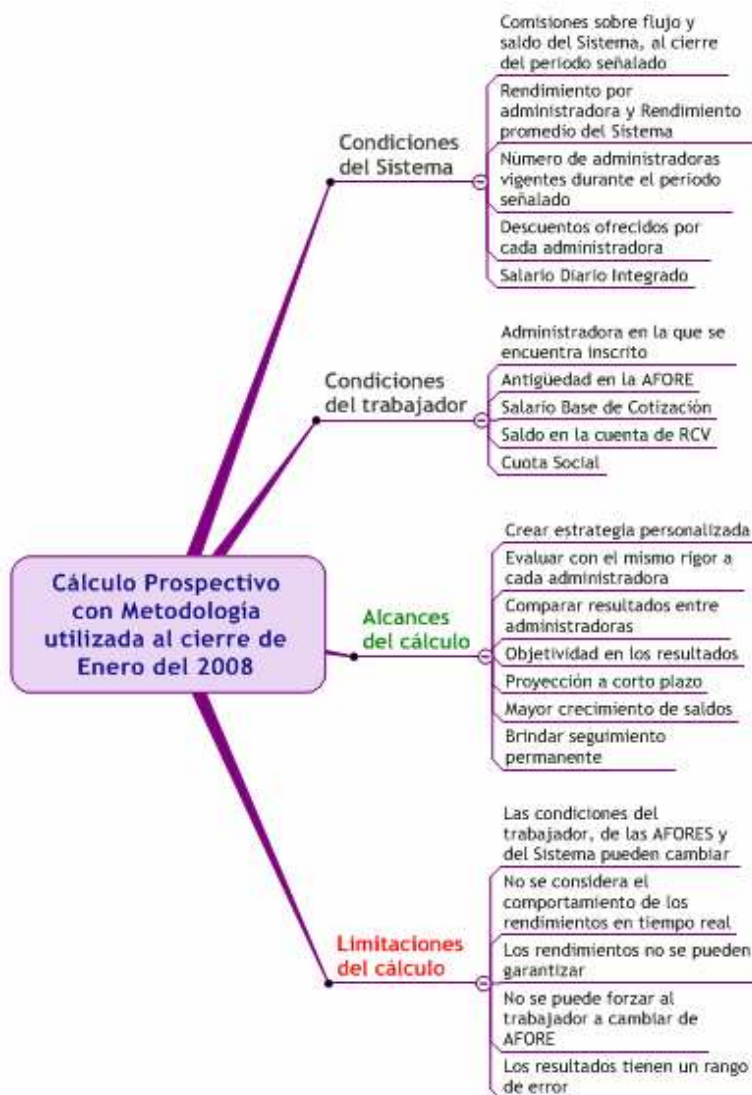 Cálculo Prospectivo
con Metodología
utilizada al cierre de
Enero del 2008
Condiciones
del Sistema
Comisiones sobre flujo y
saldo del Sistema, al cierre
del periodo señalado
Rendimiento por
administradora y Rendimiento
promedio del Sistema
Número de administradoras
vigentes durante el periodo
señalado
Descuentos ofrecidos por
cada administradora
Salario Diario Integrado
Condiciones
del trabajador
Administradora en la que se
encuentra inscrito
Antigüedad en la AFORE
Salario Base de Cotización
Saldo en la cuenta de RCV
Cuota Social
Alcances
del cálculo
Crear estrategia personalizada
Evaluar con el mismo rigor a
cada administradora
Comparar resultados entre
administradoras
Objetividad en los resultados
Proyección a corto plazo
Mayor crecimiento de saldos
Brindar seguimiento
permanente
Limitaciones
del cálculo
Las condiciones del
trabajador, de las AFORES y
del Sistema pueden cambiar
No se considera el
comportamiento de los
rendimientos en tiempo real
Los rendimientos no se pueden
garantizar
No se puede forzar al
trabajador a cambiar de
AFORE
Los resultados tienen un rango
de error